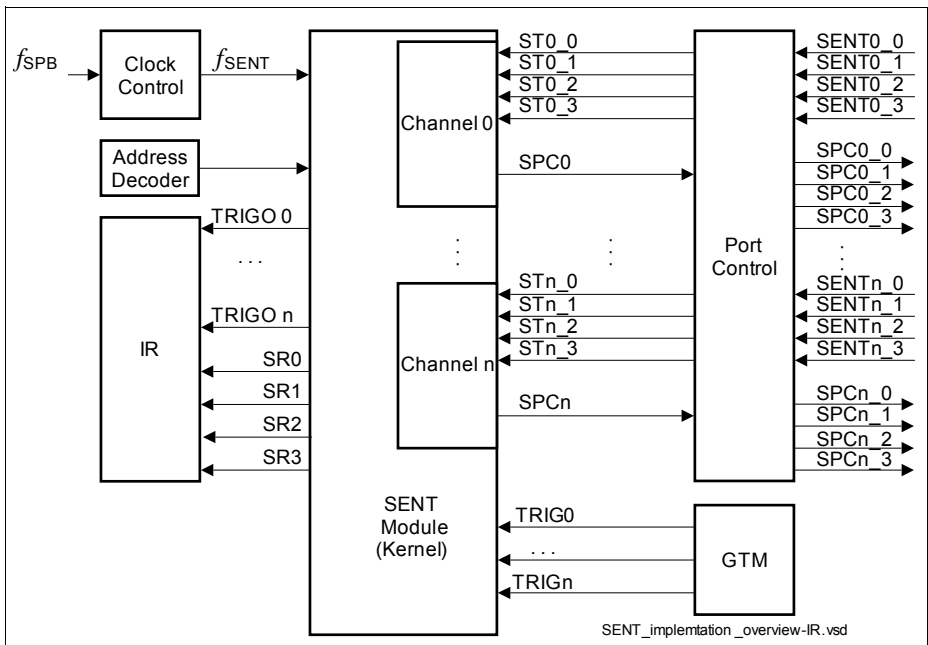 fSPB
Clock
Control
fSENT
Address
Decoder
IR
TRIGO 0
. . .
TRIGO n
SR0
SR1
SR2
SR3
SENT
Module
(Kernel)
Channel 0
. . .
Channel n
ST0_0
ST0_1
ST0_2
ST0_3
SPC0
. . .
STn_0
STn_1
STn_2
STn_3
SPCn
TRIG0
. . .
TRIGn
Port
Control
GTM
SENT0_0
SENT0_1
SENT0_2
SENT0_3
SPC0_0
SPC0_1
SPC0_2
SPC0_3
. . .
SENTn_0
SENTn_1
SENTn_2
SENTn_3
SPCn_0
SPCn_1
SPCn_2
SPCn_3
SENT_implemtation _overview-IR.vsd